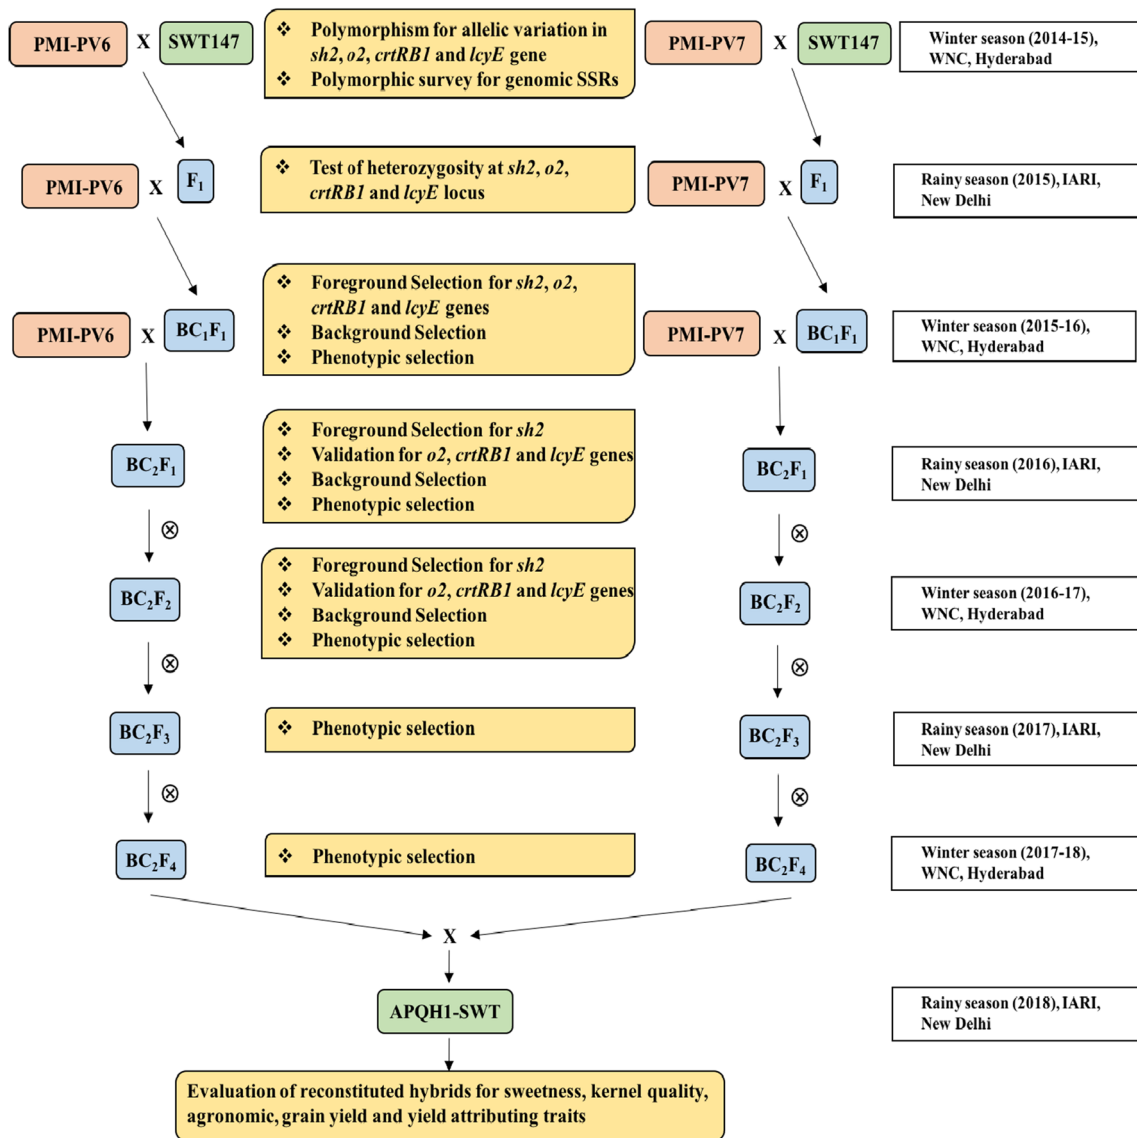 PMI-PV6 X SWT147
❖ Polymorphism for allelic variation in
sh2, o2, crtRB1 and lcyE gene
❖ Polymorphic survey for genomic SSRs
PMI-PV7 X SWT147
Winter season (2014-15),
WNC, Hyderabad
PMI-PV6 X F₁
❖ Test of heterozygosity at sh2, o2,
crtRB1 and lcyE locus
PMI-PV7 X F₁
Rainy season (2015), IARI,
New Delhi
PMI-PV6 X BC₁F₁
❖ Foreground Selection for sh2, o2,
crtRB1 and lcyE genes
❖ Background Selection
❖ Phenotypic selection
PMI-PV7 X BC₁F₁
Winter season (2015-16),
WNC, Hyderabad
BC₂F₁
❖ Foreground Selection for sh2
❖ Validation for o2, crtRB1 and lcyE genes
❖ Background Selection
❖ Phenotypic selection
BC₂F₁
Rainy season (2016), IARI,
New Delhi
⊗
⊗
BC₂F₂
❖ Foreground Selection for sh2
❖ Validation for o2, crtRB1 and lcyE genes
❖ Background Selection
❖ Phenotypic selection
BC₂F₂
Winter season (2016-17),
WNC, Hyderabad
⊗
⊗
BC₂F₃
❖ Phenotypic selection
BC₂F₃
Rainy season (2017), IARI,
New Delhi
⊗
⊗
BC₂F₄
❖ Phenotypic selection
BC₂F₄
Winter season (2017-18),
WNC, Hyderabad
X
APQH1-SWT
Rainy season (2018), IARI,
New Delhi
Evaluation of reconstituted hybrids for sweetness, kernel quality,
agronomic, grain yield and yield attributing traits